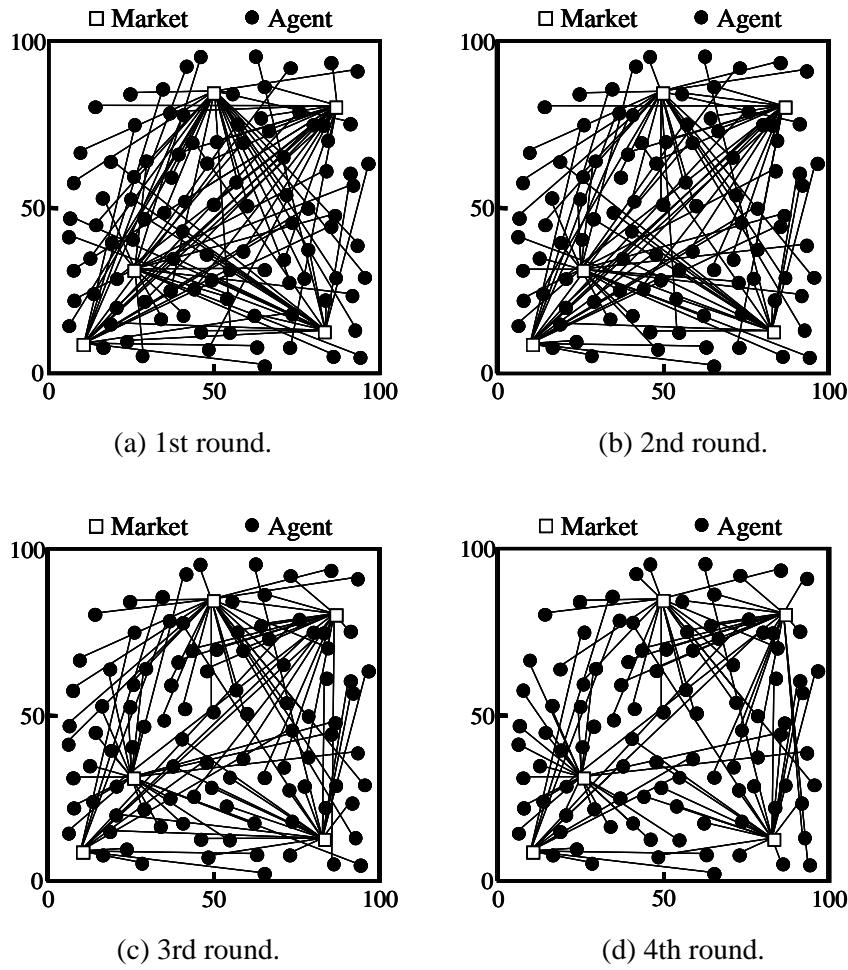 □ Market ● Agent □ Market ● Agent
100 100
50 50
0 0
0 50 100 0 50 100
(a) 1st round. (b) 2nd round.
□ Market ● Agent □ Market ● Agent
100 100
50 50
0 0
0 50 100 0 50 100
(c) 3rd round. (d) 4th round.